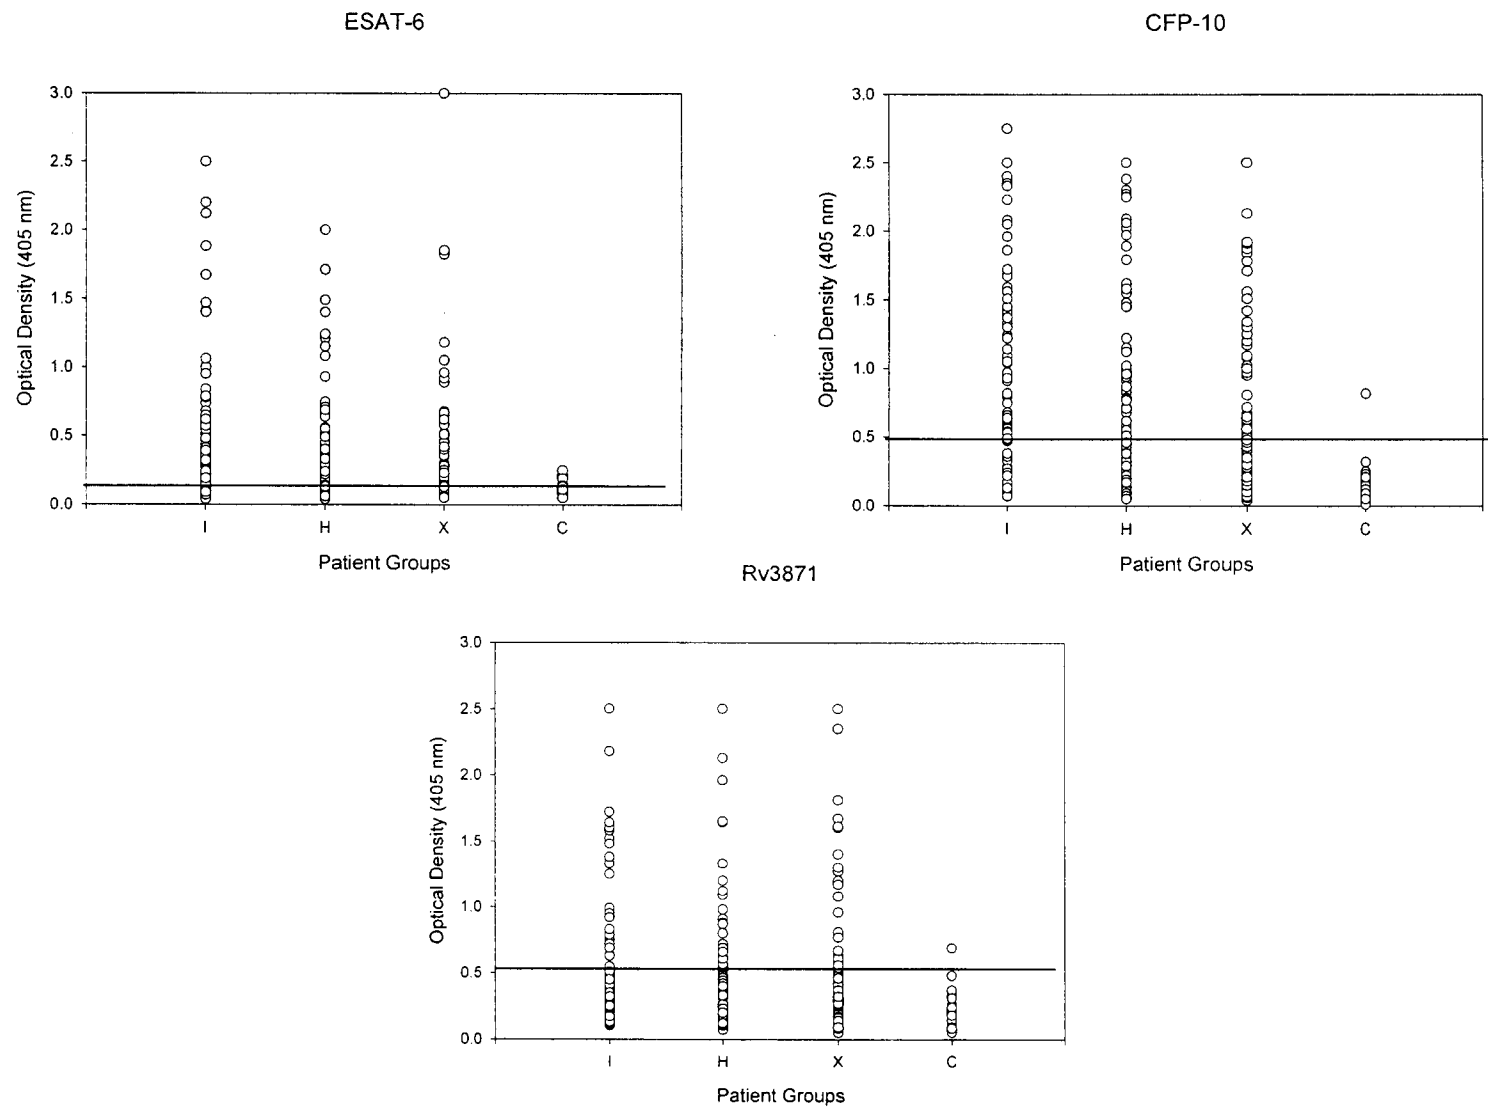 ESAT-6
3.0
2.5
2.0
1.5
1.0
0.5
0.0
Optical Density (405 nm)
I H X C
Patient Groups
CFP-10
3.0
2.5
2.0
1.5
1.0
0.5
0.0
Optical Density (405 nm)
I H X C
Patient Groups
Rv3871
3.0
2.5
2.0
1.5
1.0
0.5
0.0
Optical Density (405 nm)
I H X C
Patient Groups